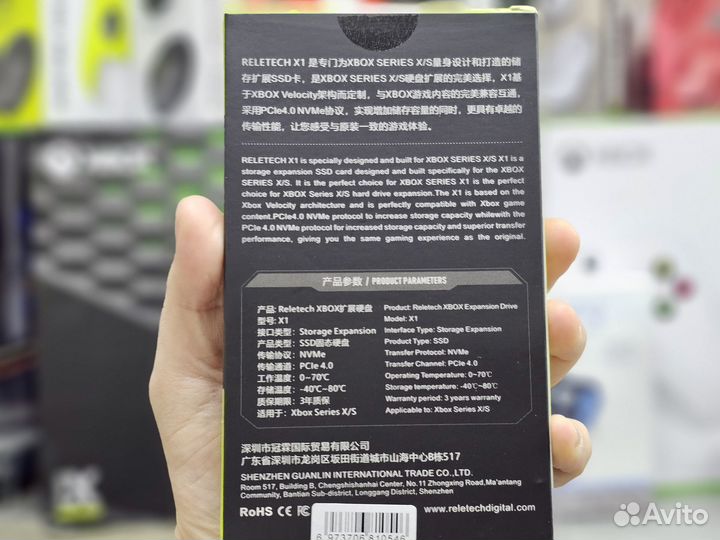 RELETECH X1 是专门为XBOX SERIES X/S量身设计和打造的储
存扩展SSD卡，是XBOX SERIES X/S硬盘扩展的完美选择，X1基
于XBOX Velocity架构而定制，与XBOX游戏内容的完美兼容互通，
采用PCIe4.0 NVMe协议，实现增加储存容量的同时，更具有卓越的
传输性能，让您感受与原装一致的游戏体验。
RELETECH X1 is specially designed and built for XBOX SERIES X/S X1 is a
storage expansion SSD card designed and built specifically for the XBOX
SERIES X/S. It is the perfect choice for XBOX SERIES X1 is the perfect
choice for XBOX Series X/S hard drive expansion.The X1 is based on the
Xbox Velocity architecture and is perfectly compatible with Xbox game
content.PCIe4.0 NVMe protocol to increase storage capacity whilewith the
PCIe 4.0 NVMe protocol for increased storage capacity and superior transfer
performance, giving you the same gaming experience as the original.
产品参数 / PRODUCT PARAMETERS
产品: Reletech XBOX扩展硬盘
型号: X1
接口类型: Storage Expansion
产品类型: SSD固态硬盘
传输协议: NVMe
传输通道: PCIe 4.0
工作温度: 0~70℃
存储温度: -40℃~80℃
质保期限: 3年质保
适用于: Xbox Series X/S
Product: Reletech XBOX Expansion Drive
Model: X1
Interface Type: Storage Expansion
Product Type: SSD
Transfer Protocol: NVMe
Transfer Channel: PCIe 4.0
Operating Temperature: 0~70℃
Storage temperature: -40℃~80℃
Warranty period: 3 years warranty
Applicable to: Xbox Series X/S
深圳市冠霖国际贸易有限公司
广东省深圳市龙岗区坂田街道城市山海中心B栋517
SHENZHEN GUANLIN INTERNATIONAL TRADE CO., LTD.
Room 517, Building B, Chengshishanhai Center, No.11 Zhongxing Road,Ma'antang
Community, Bantian Sub-district, Longgang District, Shenzhen
RoHS CE FC
www.reletechdigital.com
6 973706 810546
Avito